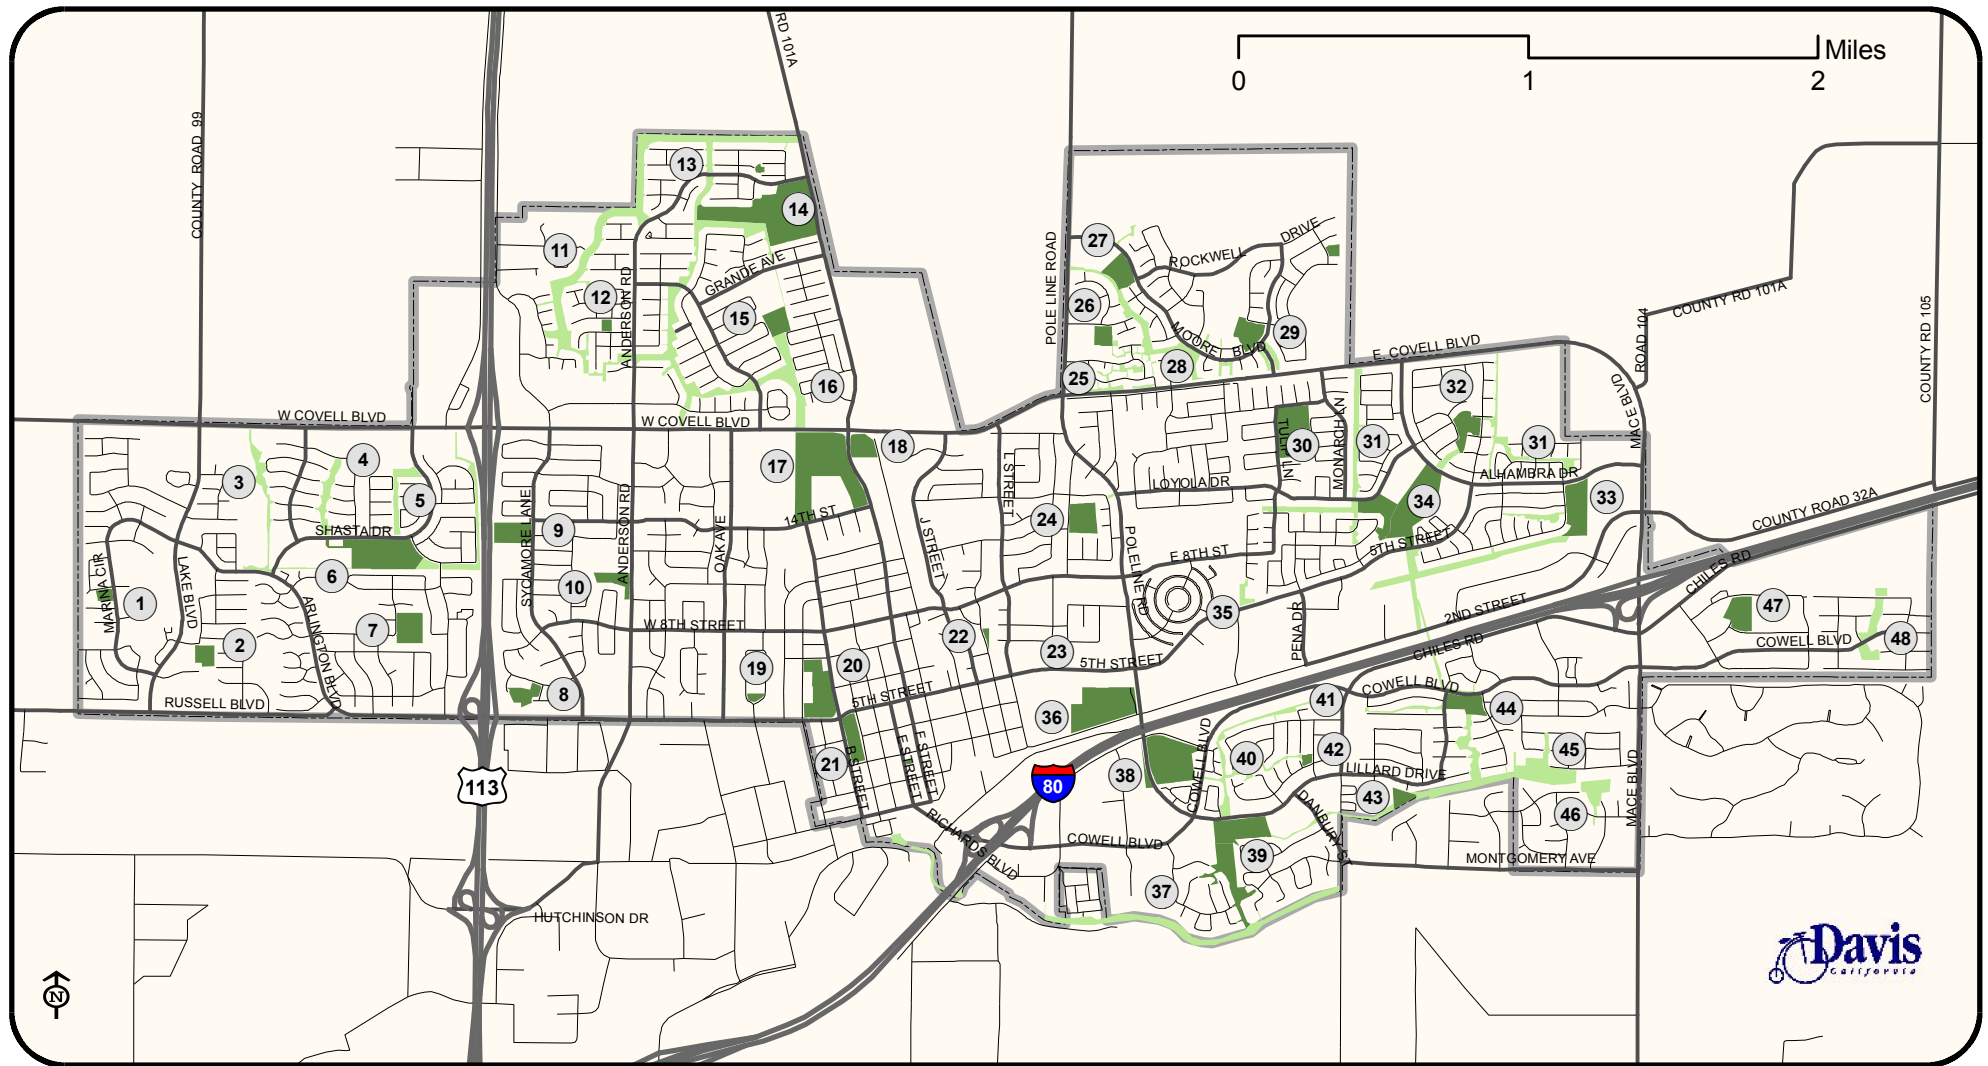 Miles
0
1
2
RD 101A
COUNTY ROAD 99
13
14
11
12
ANDERSON RD
GRANDE AVE
15
16
27
ROCKWELL
DRIVE
POLE LINE ROAD
26
MOORE BLVD
29
28
25
E. COVELL BLVD
ROAD 104
COUNTY RD 101A
COUNTY RD 105
W COVELL BLVD
W COVELL BLVD
32
MACE BLVD
3
4
5
17
18
L STREET
TULIP LN
30
MONARCH LN
31
31
ALHAMBRA DR
LOYOLA DR
34
33
COUNTY ROAD 32A
SHASTA DR
SYCAMORE LANE
9
ANDERSON RD
OAK AVE
14TH ST
J STREET
24
POLELINE RD
E 8TH ST
5TH STREET
6
10
MARINA CIR
1
LAKE BLVD
ARLINGTON BLVD
7
2
W 8TH STREET
22
23
35
PENA DR
2ND STREET
CHILES RD
CHILES RD
47
COWELL BLVD
48
5TH STREET
19
20
5TH STREET
8
RUSSELL BLVD
36
41
COWELL BLVD
44
21
B STREET
E STREET
F STREET
113
80
38
COWELL BLVD
40
42
LILLARD DRIVE
45
43
DANBURY ST
46
MACE BLVD
RICHARDS BLVD
COWELL BLVD
39
MONTGOMERY AVE
37
HUTCHINSON DR
N
Davis
California